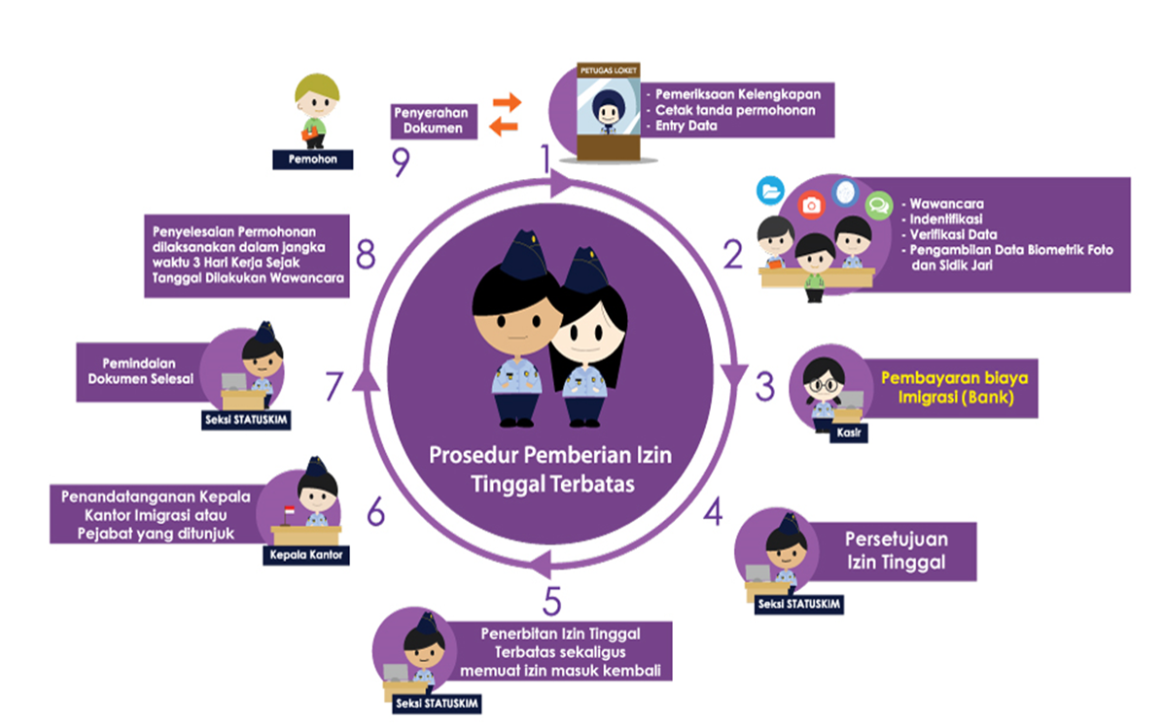 PETUGAS LOKET
- Pemeriksaan Kelengkapan
- Cetak tanda permohonan
- Entry Data
Penyerahan
Dokumen
Pemohon
9
1
2
- Wawancara
- Indentifikasi
- Verifikasi Data
- Pengambilan Data Biometrik Foto
dan Sidik Jari
8
Penyelesaian Permohonan
dilaksanakan dalam jangka
waktu 3 Hari Kerja Sejak
Tanggal Dilakukan Wawancara
3
Pembayaran biaya
Imigrasi (Bank)
Kasir
7
Pemindaian
Dokumen Selesai
Seksi STATUSKIM
Prosedur Pemberian Izin
Tinggal Terbatas
4
Persetujuan
Izin Tinggal
Seksi STATUSKIM
6
Penandatanganan Kepala
Kantor Imigrasi atau
Pejabat yang ditunjuk
Kepala Kantor
5
Penerbitan Izin Tinggal
Terbatas sekaligus
memuat izin masuk kembali
Seksi STATUSKIM